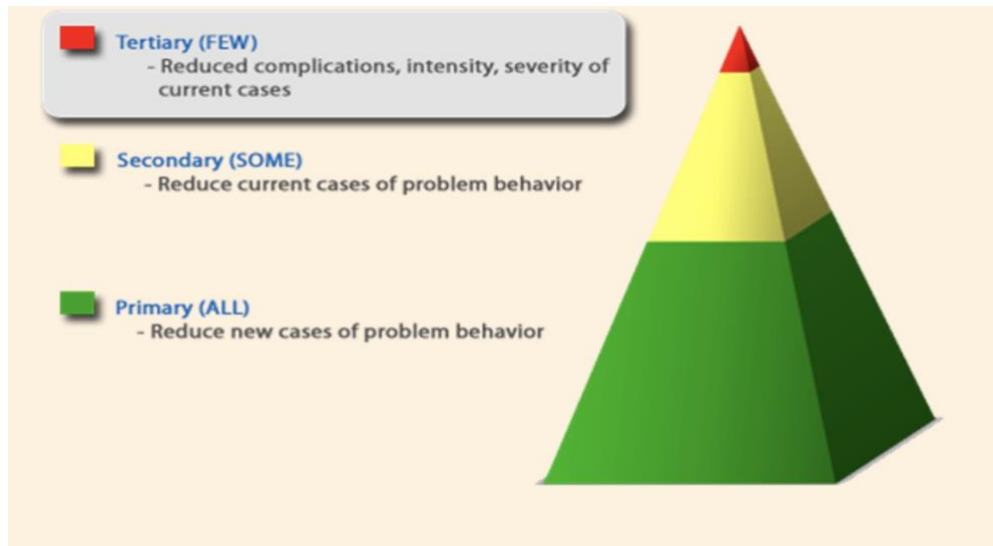 Tertiary (FEW)
- Reduced complications, intensity, severity of
current cases
Secondary (SOME)
- Reduce current cases of problem behavior
Primary (ALL)
- Reduce new cases of problem behavior